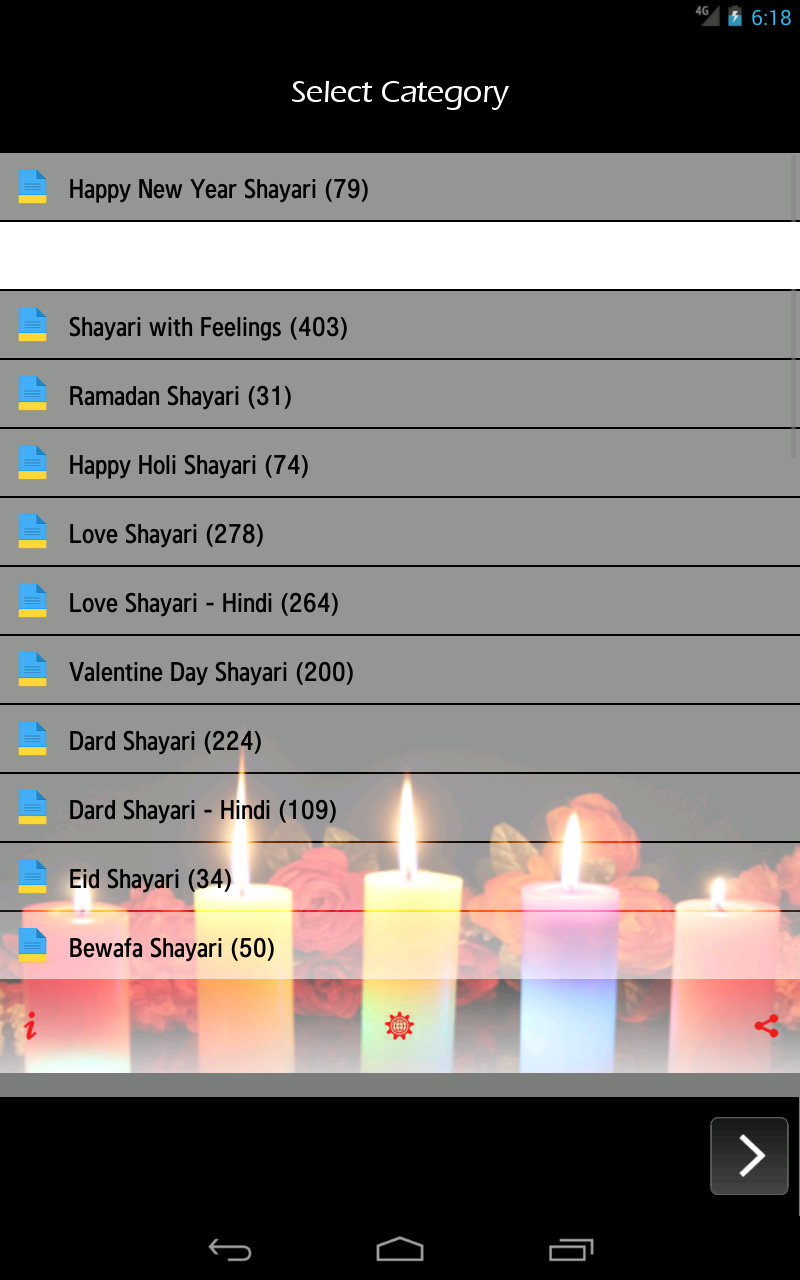 4G 6:18
Select Category
Happy New Year Shayari (79)
Shayari with Feelings (403)
Ramadan Shayari (31)
Happy Holi Shayari (74)
Love Shayari (278)
Love Shayari - Hindi (264)
Valentine Day Shayari (200)
Dard Shayari (224)
Dard Shayari - Hindi (109)
Eid Shayari (34)
Bewafa Shayari (50)